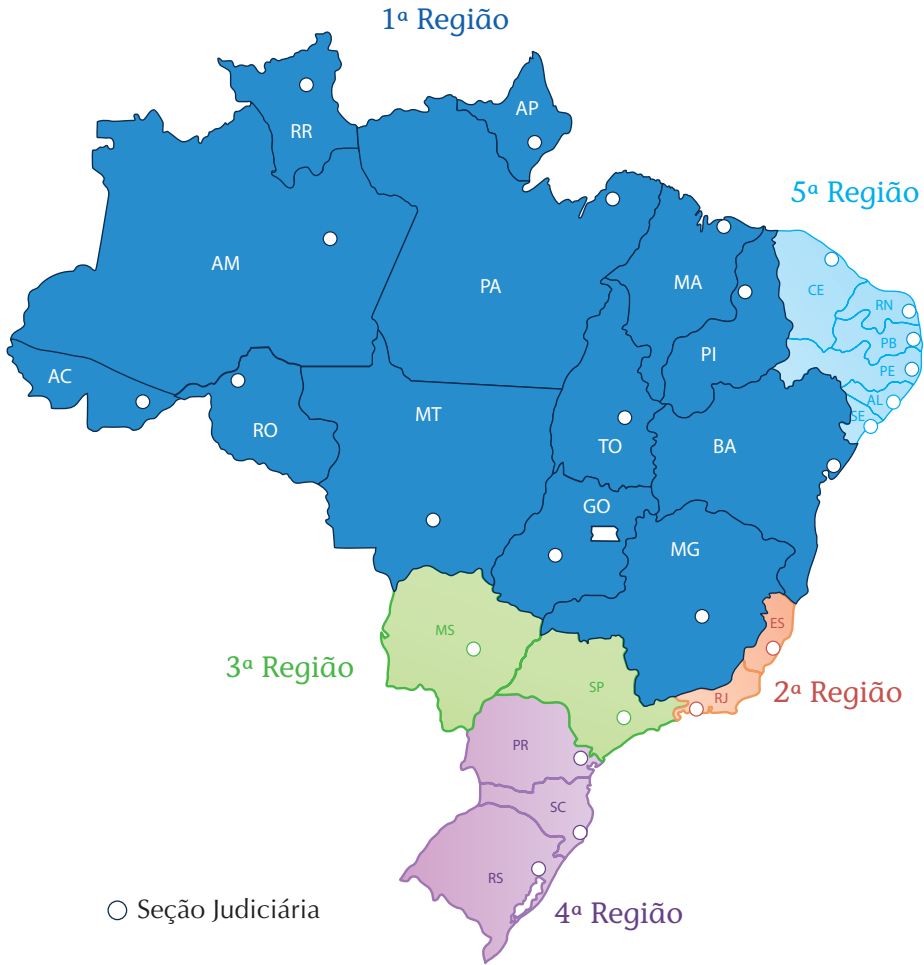 1ª Região
AP
RR
5ª Região
AM
PA
MA
CE
RN
PB
PI
PE
AC
AL
MT
SE
RO
TO
BA
GO
MG
ES
MS
3ª Região
SP
RJ
2ª Região
PR
SC
RS
Seção Judiciária
4ª Região